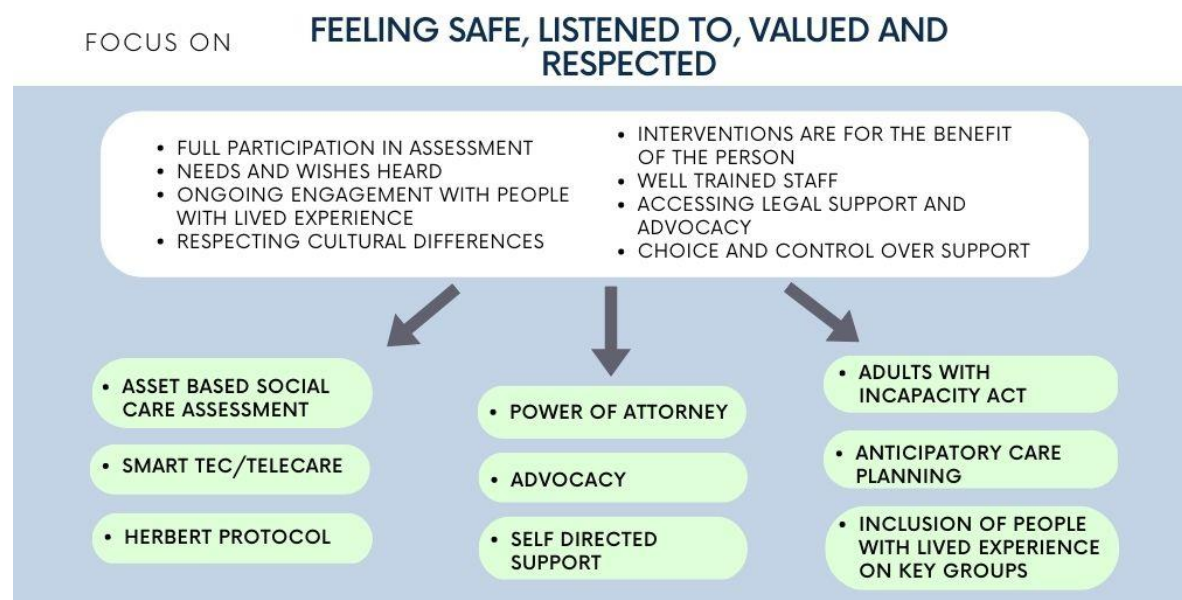 FOCUS ON
FEELING SAFE, LISTENED TO, VALUED AND
RESPECTED
• FULL PARTICIPATION IN ASSESSMENT
• NEEDS AND WISHES HEARD
• ONGOING ENGAGEMENT WITH PEOPLE
WITH LIVED EXPERIENCE
• RESPECTING CULTURAL DIFFERENCES
• INTERVENTIONS ARE FOR THE BENEFIT
OF THE PERSON
• WELL TRAINED STAFF
• ACCESSING LEGAL SUPPORT AND
ADVOCACY
• CHOICE AND CONTROL OVER SUPPORT
• ASSET BASED SOCIAL
CARE ASSESSMENT
• SMART TEC/TELECARE
• HERBERT PROTOCOL
• POWER OF ATTORNEY
• ADVOCACY
• SELF DIRECTED
SUPPORT
• ADULTS WITH
INCAPACITY ACT
• ANTICIPATORY CARE
PLANNING
• INCLUSION OF PEOPLE
WITH LIVED EXPERIENCE
ON KEY GROUPS